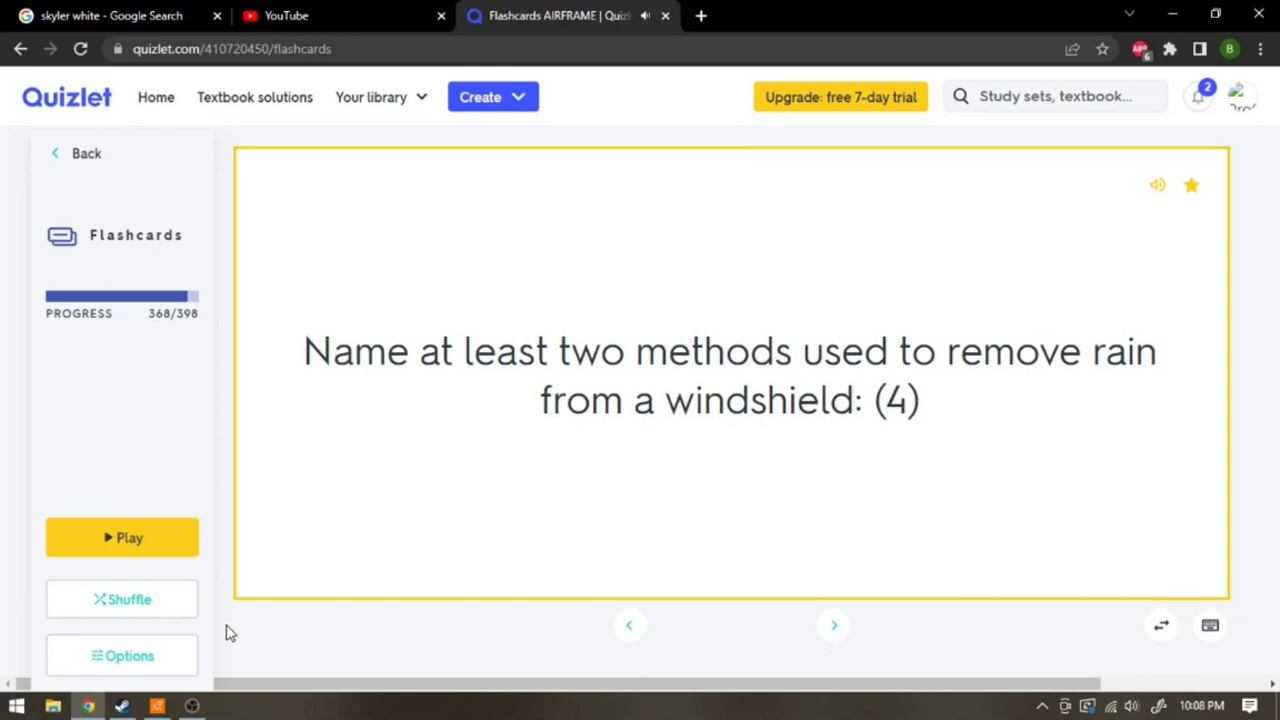 skyler white - Google Search
YouTube
Flashcards AIRFRAME | Quizle
quizlet.com/410720450/flashcards
6
B
Quizlet
Home
Textbook solutions
Your library
Create
Upgrade: free 7-day trial
Study sets, textbook...
2
Back
Flashcards
PROGRESS 368/398
Name at least two methods used to remove rain
from a windshield: (4)
Play
Shuffle
Options
10:08 PM